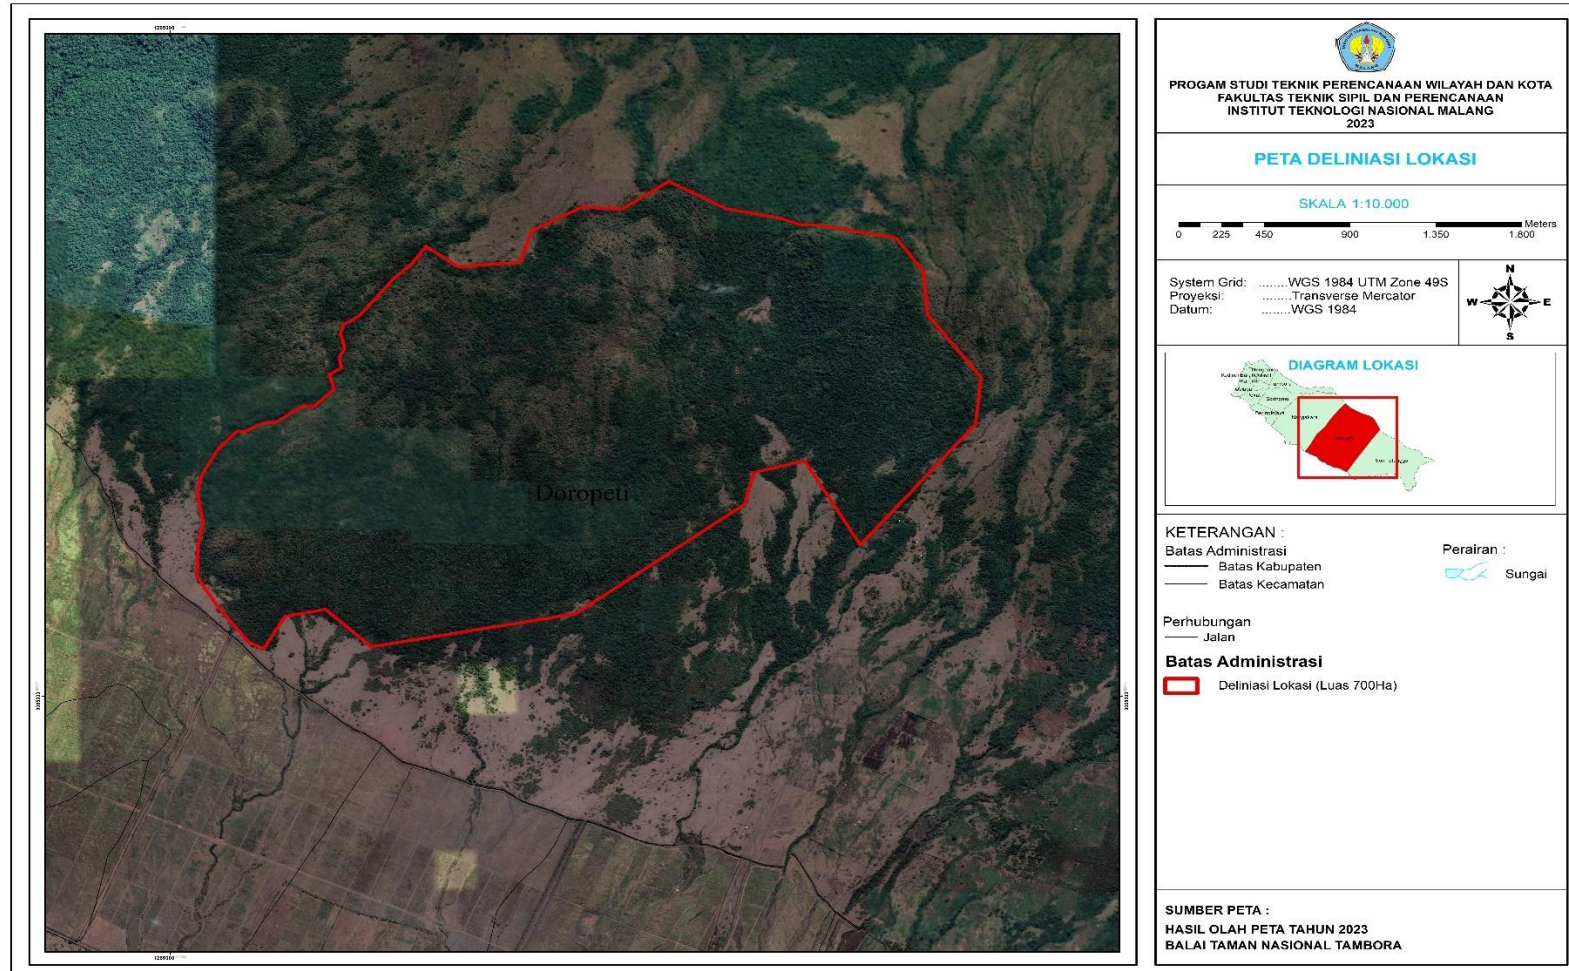 PROGAM STUDI TEKNIK PERENCANAAN WILAYAH DAN KOTA
FAKULTAS TEKNIK SIPIL DAN PERENCANAAN
INSTITUT TEKNOLOGI NASIONAL MALANG
2023
PETA DELINIASI LOKASI
SKALA 1:10.000
Meters
0 225 450 900 1.350 1.800
System Grid: ........WGS 1984 UTM Zone 49S
Proyeksi: ........Transverse Mercator
Datum: ........WGS 1984
N
W E
S
DIAGRAM LOKASI
KETERANGAN :
Batas Administrasi
Batas Kabupaten
Batas Kecamatan
Perairan :
Sungai
Perhubungan
Jalan
Batas Administrasi
Deliniasi Lokasi (Luas 700Ha)
SUMBER PETA :
HASIL OLAH PETA TAHUN 2023
BALAI TAMAN NASIONAL TAMBORA
Doropeti